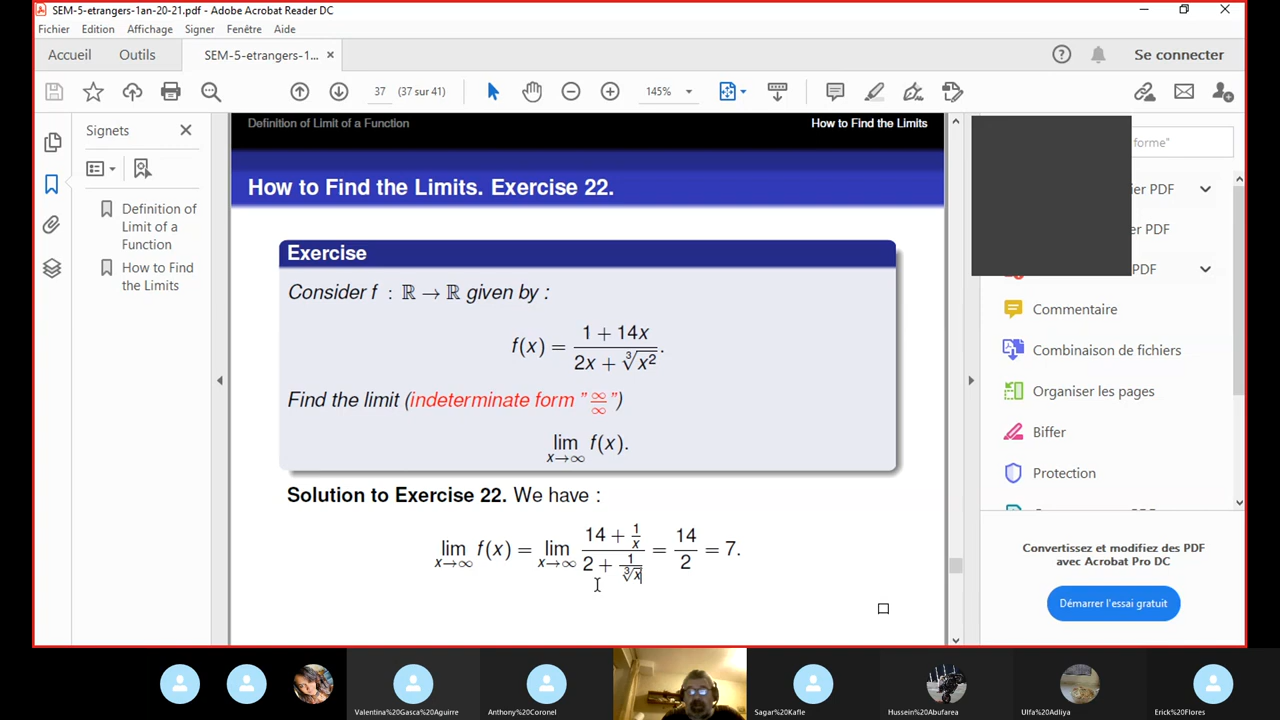 SEM-5-etrangers-1an-20-21.pdf - Adobe Acrobat Reader DC
Fichier Edition Affichage Signer Fenêtre Aide
Accueil Outils SEM-5-etrangers-1... × Se connecter
37 (37 sur 41) 145%
Signets
Definition of
Limit of a
Function
How to Find
the Limits
Definition of Limit of a Function How to Find the Limits
How to Find the Limits. Exercise 22.
Exercise
Consider f : ℝ → ℝ given by :
f(x) = (1 + 14x)/(2x + ∛x²).
Find the limit (indeterminate form "∞/∞")
lim x→∞ f(x).
Solution to Exercise 22. We have :
lim x→∞ f(x) = lim x→∞ (14 + 1/x)/(2 + 1/∛x) = 14/2 = 7.
□
forme"
ier PDF
er PDF
PDF
Commentaire
Combinaison de fichiers
Organiser les pages
Biffer
Protection
Convertissez et modifiez des PDF
avec Acrobat Pro DC
Démarrer l'essai gratuit
Valentina%20Gasca%20Aguirre Anthony%20Coronel Sagar%20Kafle Hussein%20Abufarea Ulfa%20Adliya Erick%20Flores